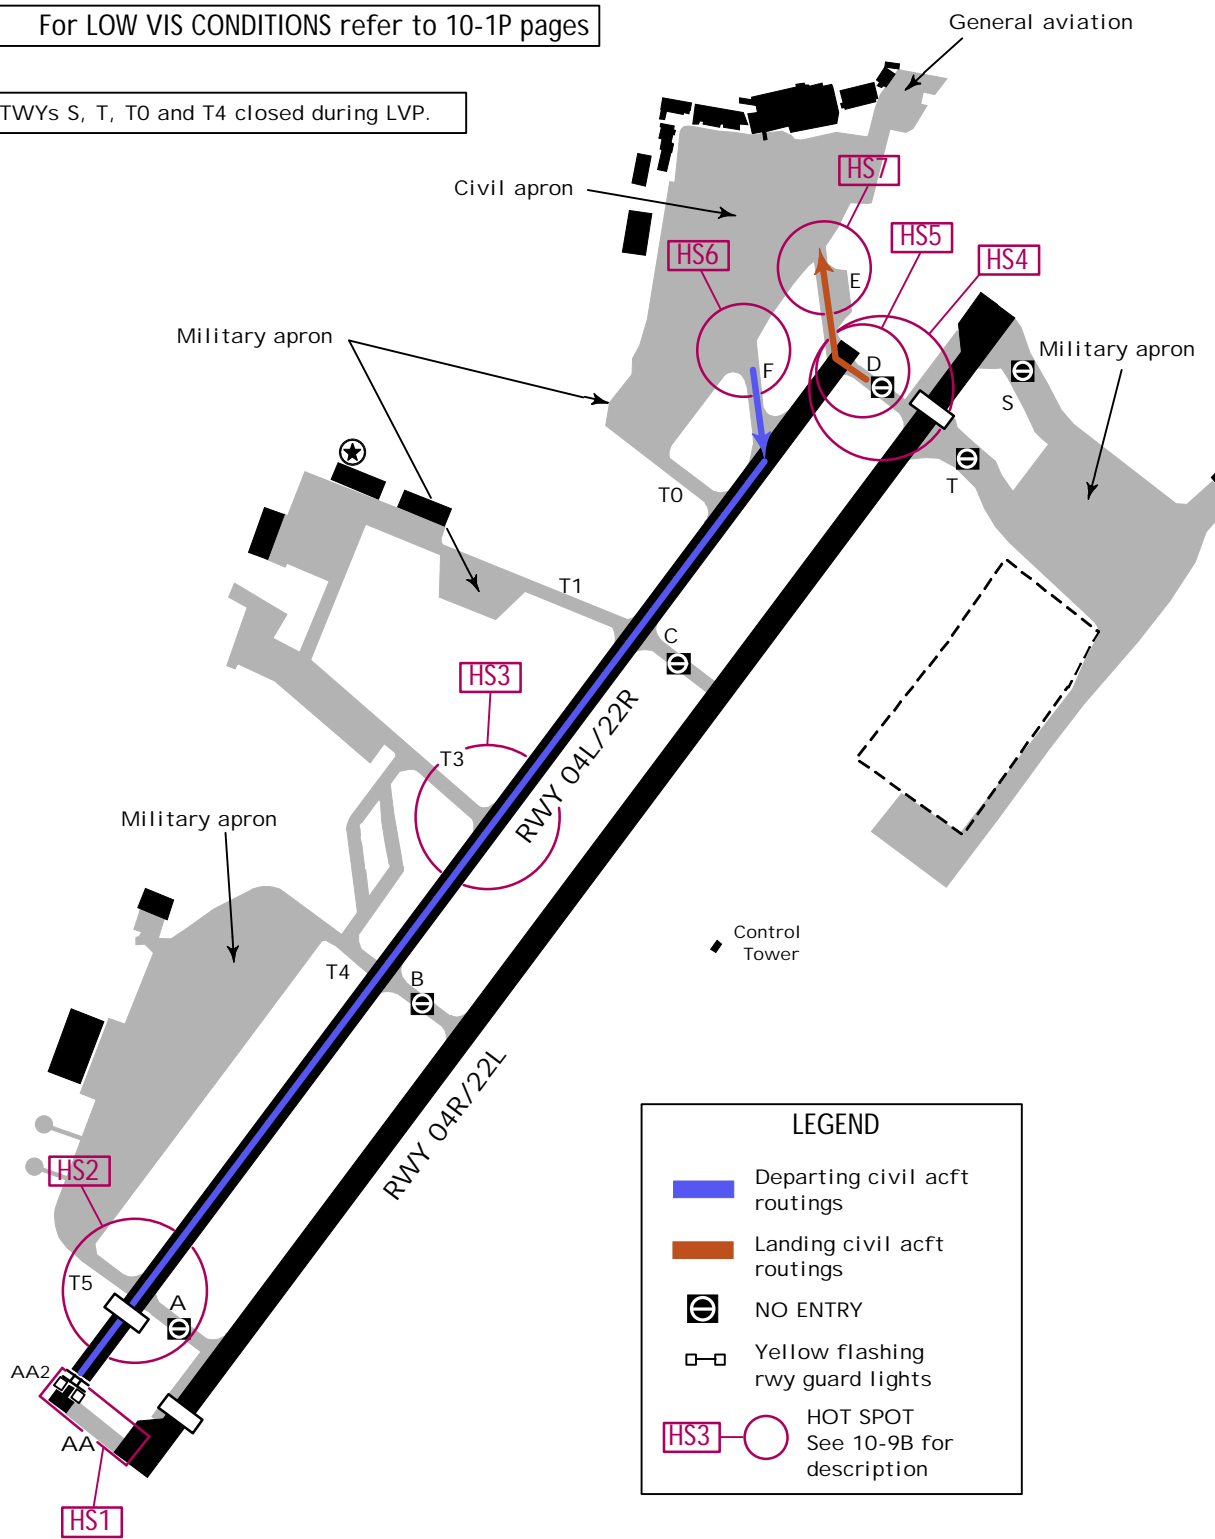 For LOW VIS CONDITIONS refer to 10-1P pages
General aviation
TWYs S, T, T0 and T4 closed during LVP.
HS7
Civil apron
HS5
HS6
HS4
E
Military apron
Military apron
F
D
S
T
T0
T1
C
HS3
T3
RWY 04L/22R
Military apron
Control
Tower
T4
B
RWY 04R/22L
HS2
T5
A
AA2
AA
HS1
LEGEND
Departing civil acft
routings
Landing civil acft
routings
NO ENTRY
Yellow flashing
rwy guard lights
HS3
HOT SPOT
See 10-9B for
description